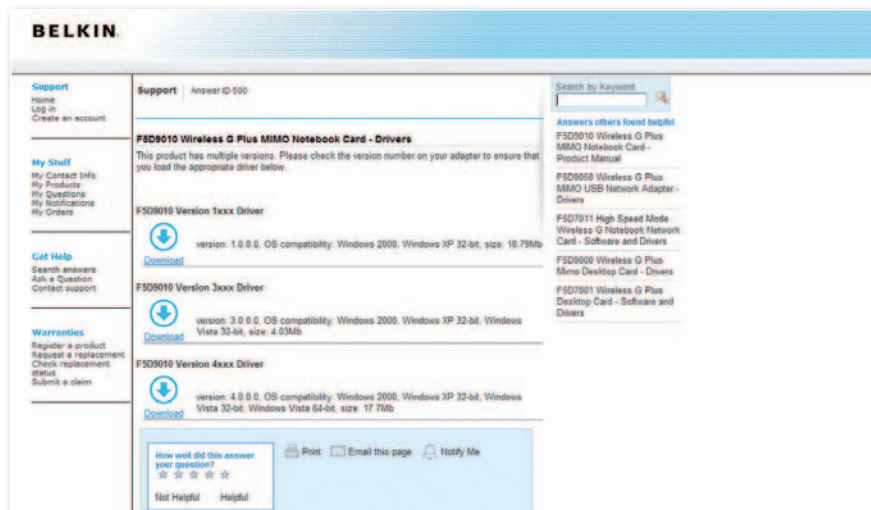 BELKIN.
Support
Home
Log in
Create an account
My Stuff
My Contact Info
My Products
My Questions
My Notifications
My Orders
Get Help
Search answers
Ask a Question
Contact support
Warranties
Register a product
Request a replacement
Check replacement
status
Submit a claim
Support | Answer ID 500
F5D9010 Wireless G Plus MIMO Notebook Card - Drivers
This product has multiple versions. Please check the version number on your adapter to ensure that
you load the appropriate driver below.
F5D9010 Version 1xxx Driver
Download
version: 1.0.0.0, OS compatibility: Windows 2000, Windows XP 32-bit, size: 18.79Mb
F5D9010 Version 3xxx Driver
Download
version: 3.0.0.0, OS compatibility: Windows 2000, Windows XP 32-bit, Windows
Vista 32-bit, size: 4.03Mb
F5D9010 Version 4xxx Driver
Download
version: 4.0.0.0, OS compatibility: Windows 2000, Windows XP 32-bit, Windows
Vista 32-bit, Windows Vista 64-bit, size: 17.7Mb
How well did this answer
your question?
Not Helpful Helpful
Print Email this page Notify Me
Search by Keyword
Answers others found helpful
F5D9010 Wireless G Plus
MIMO Notebook Card -
Product Manual
F5D9050 Wireless G Plus
MIMO USB Network Adapter -
Drivers
F5D7011 High Speed Mode
Wireless G Notebook Network
Card - Software and Drivers
F5D9000 Wireless G Plus
Mimo Desktop Card - Drivers
F5D7001 Wireless G Plus
Desktop Card - Software and
Drivers